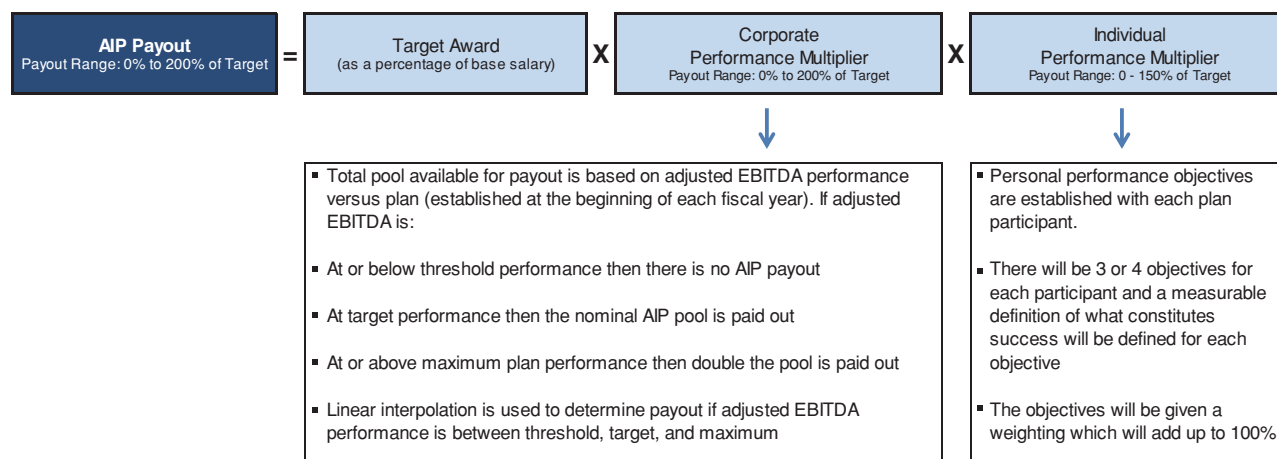 AIP Payout
Payout Range: 0% to 200% of Target
=
Target Award
(as a percentage of base salary)
X
Corporate
Performance Multiplier
Payout Range: 0% to 200% of Target
X
Individual
Performance Multiplier
Payout Range: 0 - 150% of Target
▪ Total pool available for payout is based on adjusted EBITDA performance
versus plan (established at the beginning of each fiscal year). If adjusted
EBITDA is:
▪ At or below threshold performance then there is no AIP payout
▪ At target performance then the nominal AIP pool is paid out
▪ At or above maximum plan performance then double the pool is paid out
▪ Linear interpolation is used to determine payout if adjusted EBITDA
performance is between threshold, target, and maximum
▪ Personal performance objectives
are established with each plan
participant.
▪ There will be 3 or 4 objectives for
each participant and a measurable
definition of what constitutes
success will be defined for each
objective
▪ The objectives will be given a
weighting which will add up to 100%